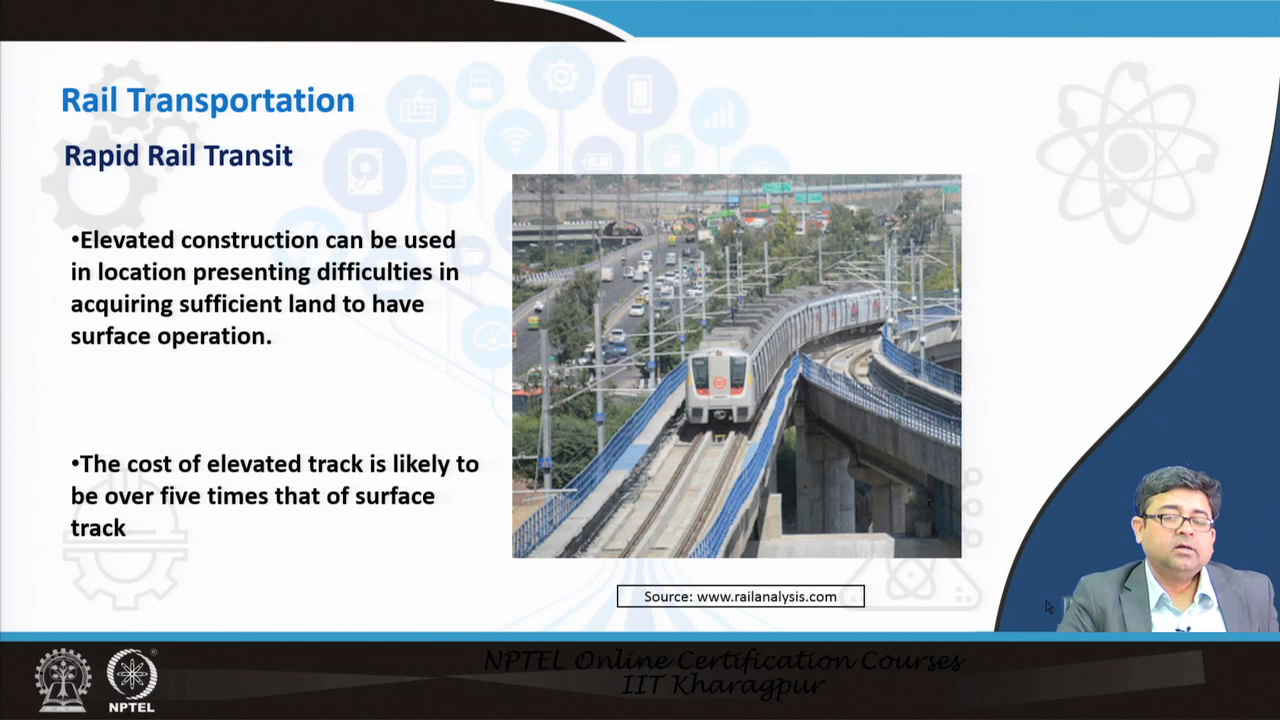 Rail Transportation
Rapid Rail Transit
•Elevated construction can be used
in location presenting difficulties in
acquiring sufficient land to have
surface operation.
•The cost of elevated track is likely to
be over five times that of surface
track
Source: www.railanalysis.com
NPTEL Online Certification Courses
IIT Kharagpur
NPTEL